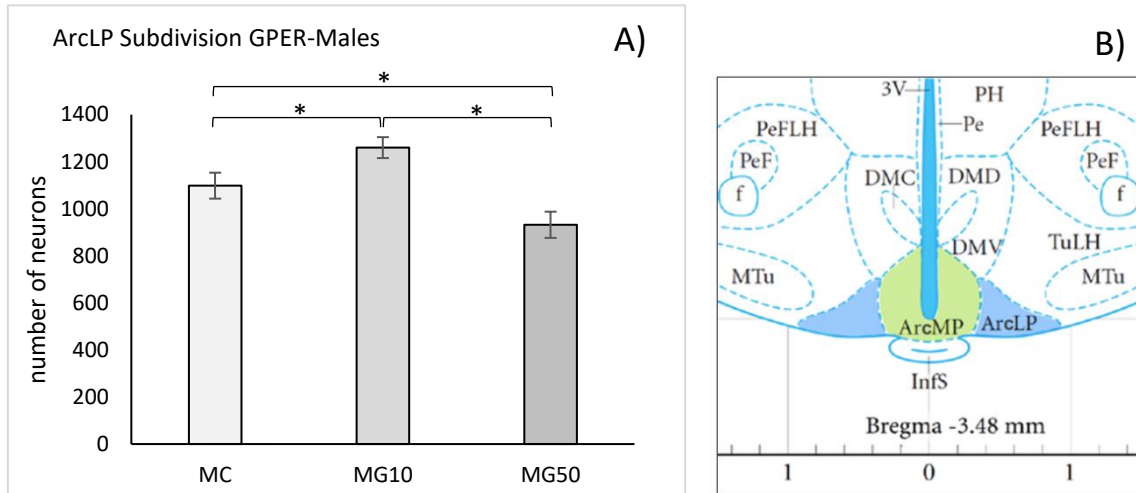 ArcLP Subdivision GPER-Males A)
*
* *
number of neurons
1400
1200
1000
800
600
400
200
0
MC MG10 MG50
B)
3V PH
Pe
PeFLH PeFLH
PeF PeF
f f
DMC DMD
DMV TuLH
MTu MTu
ArcMP ArcLP
InfS
Bregma -3.48 mm
1 0 1